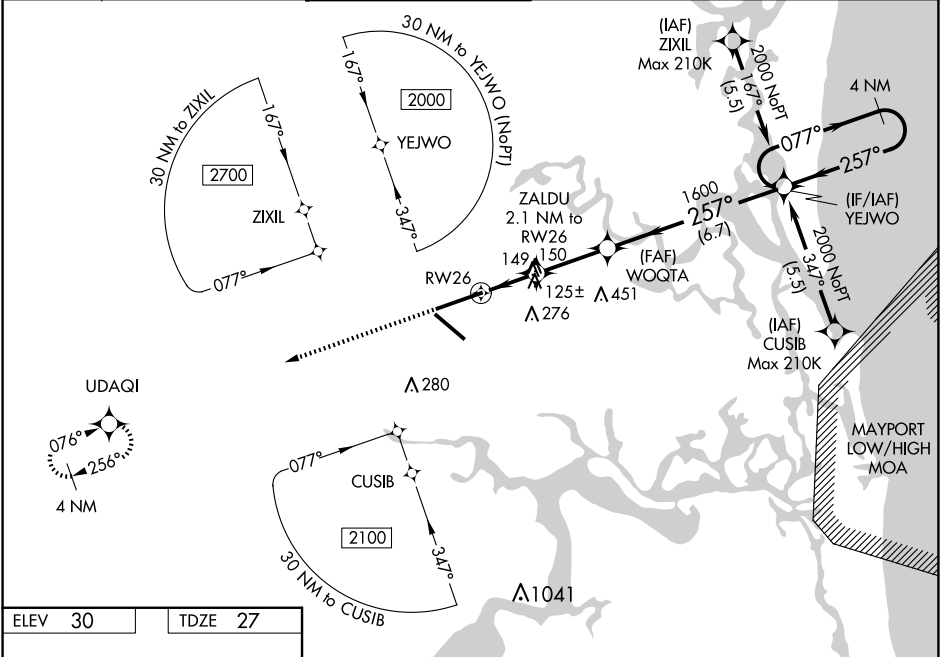 30 NM to ZIXIL
167°
2700
ZIXIL
077°
30 NM to YEJWO (NoPT)
167°
2000
YEJWO
347°
(IAF)
ZIXIL
Max 210K
2000 NoPT
167°
(5.5)
4 NM
077°
257°
(IF/IAF)
YEJWO
1600
257°
(6.7)
ZALDU
2.1 NM to
RW26
149
150
125±
451
276
(FAF)
WOQTA
RW26
2000 NoPT
347°
(5.5)
(IAF)
CUSIB
Max 210K
280
UDAQI
076°
256°
4 NM
077°
CUSIB
2100
347°
30 NM to CUSIB
MAYPORT
LOW/HIGH
MOA
1041
ELEV 30
TDZE 27